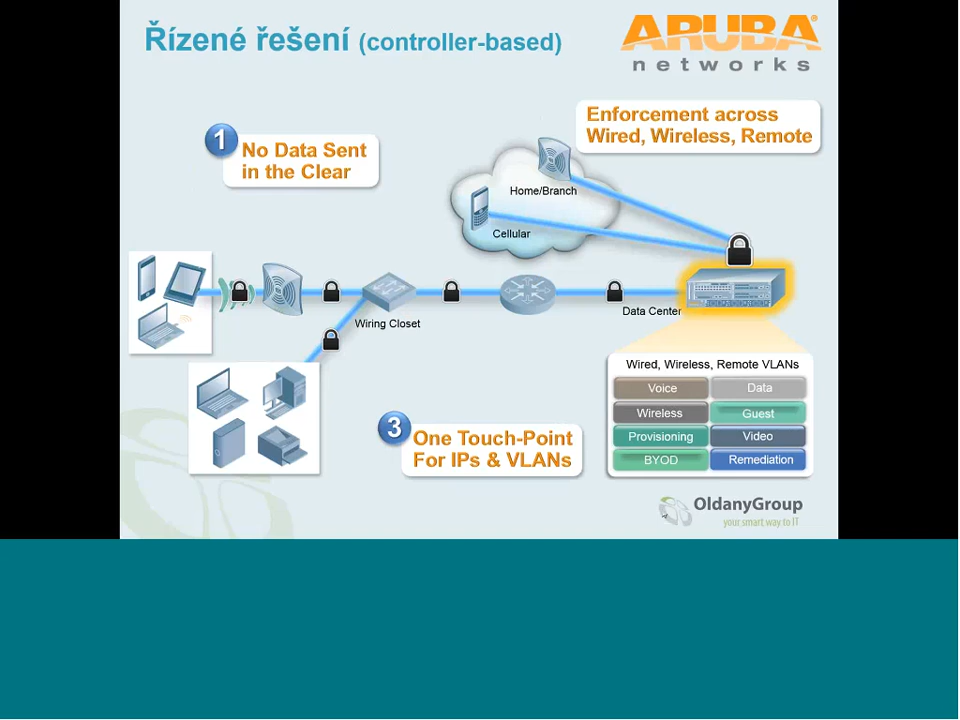 Řízené řešení (controller-based)
ARUBA®
networks
Enforcement across
Wired, Wireless, Remote
1
No Data Sent
in the Clear
Home/Branch
Cellular
Wiring Closet
Data Center
Wired, Wireless, Remote VLANs
Voice Data
Wireless Guest
Provisioning Video
BYOD Remediation
3
One Touch-Point
For IPs & VLANs
OldanyGroup
your smart way to IT